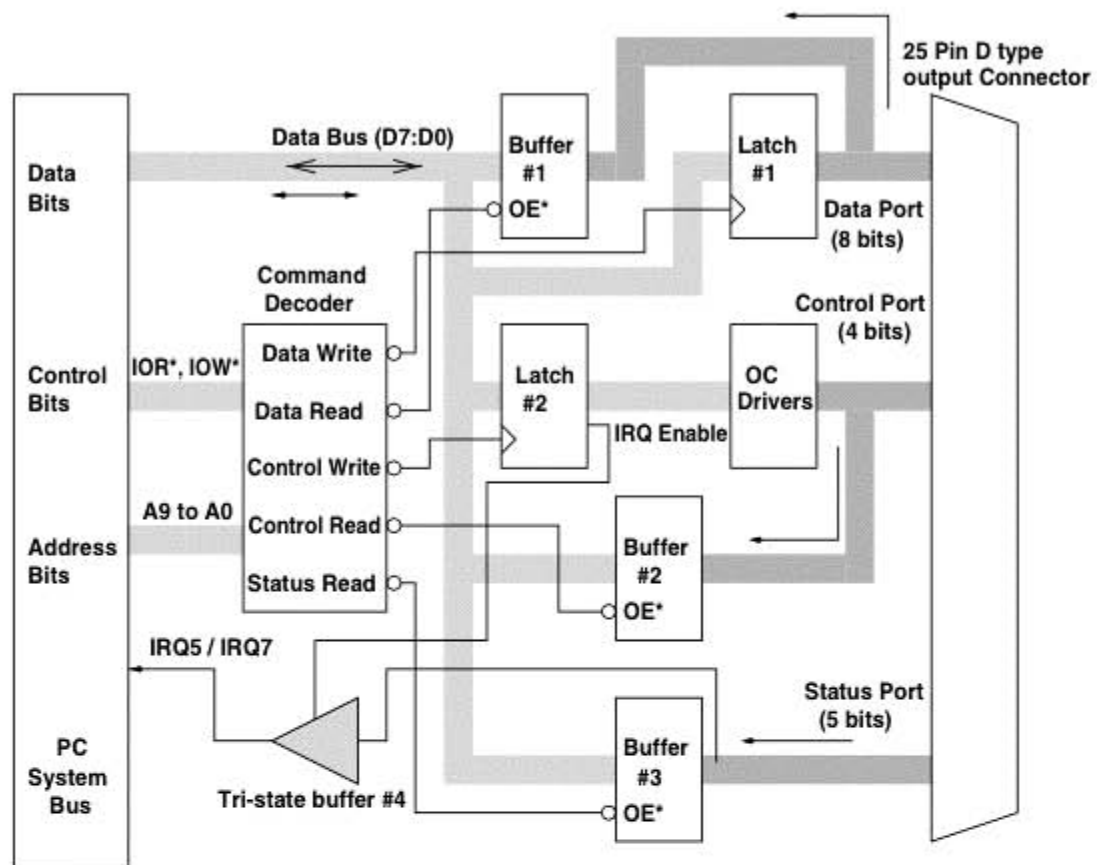 25 Pin D type
output Connector
Data Bus (D7:D0)
Buffer
#1
OE*
Latch
#1
Data
Bits
Data Port
(8 bits)
Command
Decoder
Control Port
(4 bits)
Data Write
IOR*, IOW*
Control
Bits
Data Read
Latch
#2
OC
Drivers
IRQ Enable
Control Write
A9 to A0
Control Read
Address
Bits
Buffer
#2
OE*
Status Read
IRQ5 / IRQ7
Status Port
(5 bits)
PC
System
Bus
Buffer
#3
OE*
Tri-state buffer #4